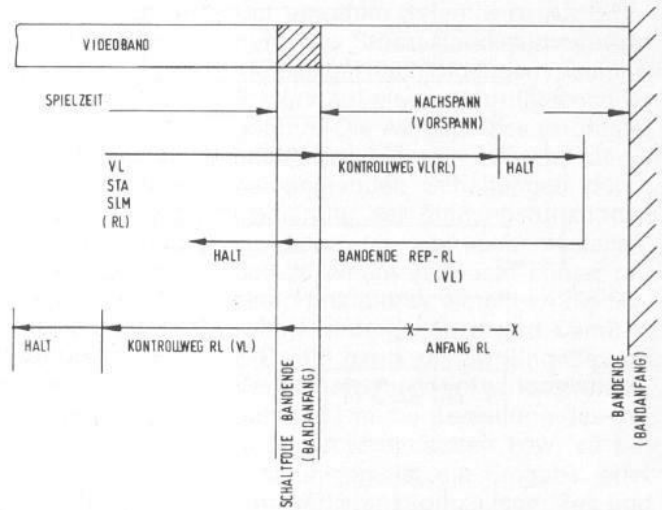 VIDEOBAND
SPIELZEIT
NACHSPANN
(VORSPANN)
VL
STA
SLM
(RL)
KONTROLLWEG VL(RL)
HALT
HALT
BANDENDE REP-RL
(VL)
HALT
KONTROLLWEG RL (VL)
X X
ANFANG RL
SCHALTFOLIE BANDENDE
(BANDANFANG)
BANDENDE
(BANDANFANG)